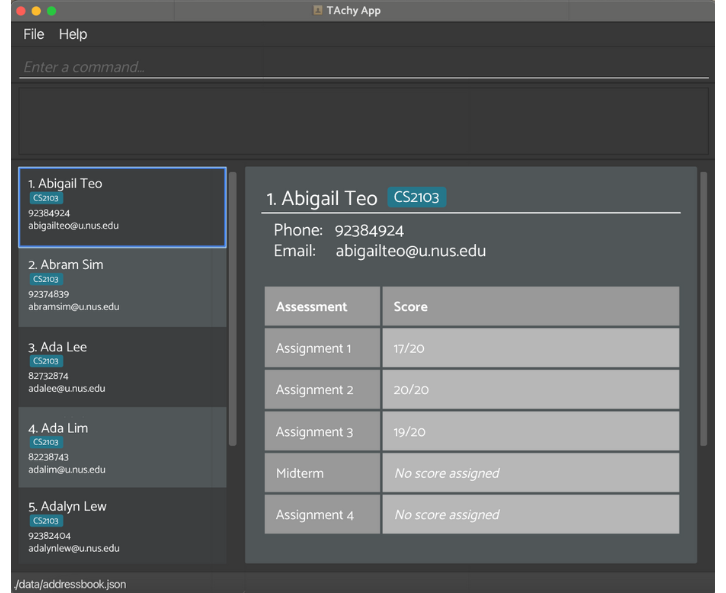 TAchy App
File Help
Enter a command...
1. Abigail Teo
CS2103
92384924
abigailteo@u.nus.edu
2. Abram Sim
CS2103
92374839
abramsim@u.nus.edu
3. Ada Lee
CS2103
82732874
adalee@u.nus.edu
4. Ada Lim
CS2103
82238743
adalim@u.nus.edu
5. Adalyn Lew
CS2103
92382404
adalynlew@u.nus.edu
1. Abigail Teo CS2103
Phone: 92384924
Email: abigailteo@u.nus.edu
Assessment Score
Assignment 1 17/20
Assignment 2 20/20
Assignment 3 19/20
Midterm No score assigned
Assignment 4 No score assigned
./data/addressbook.json